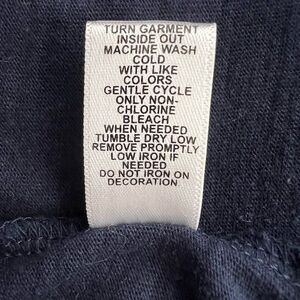 TURN GARMENT
INSIDE OUT
MACHINE WASH
COLD
WITH LIKE
COLORS
GENTLE CYCLE
ONLY NON-
CHLORINE
BLEACH
WHEN NEEDED
TUMBLE DRY LOW
REMOVE PROMPTLY
LOW IRON IF
NEEDED
DO NOT IRON ON
DECORATION